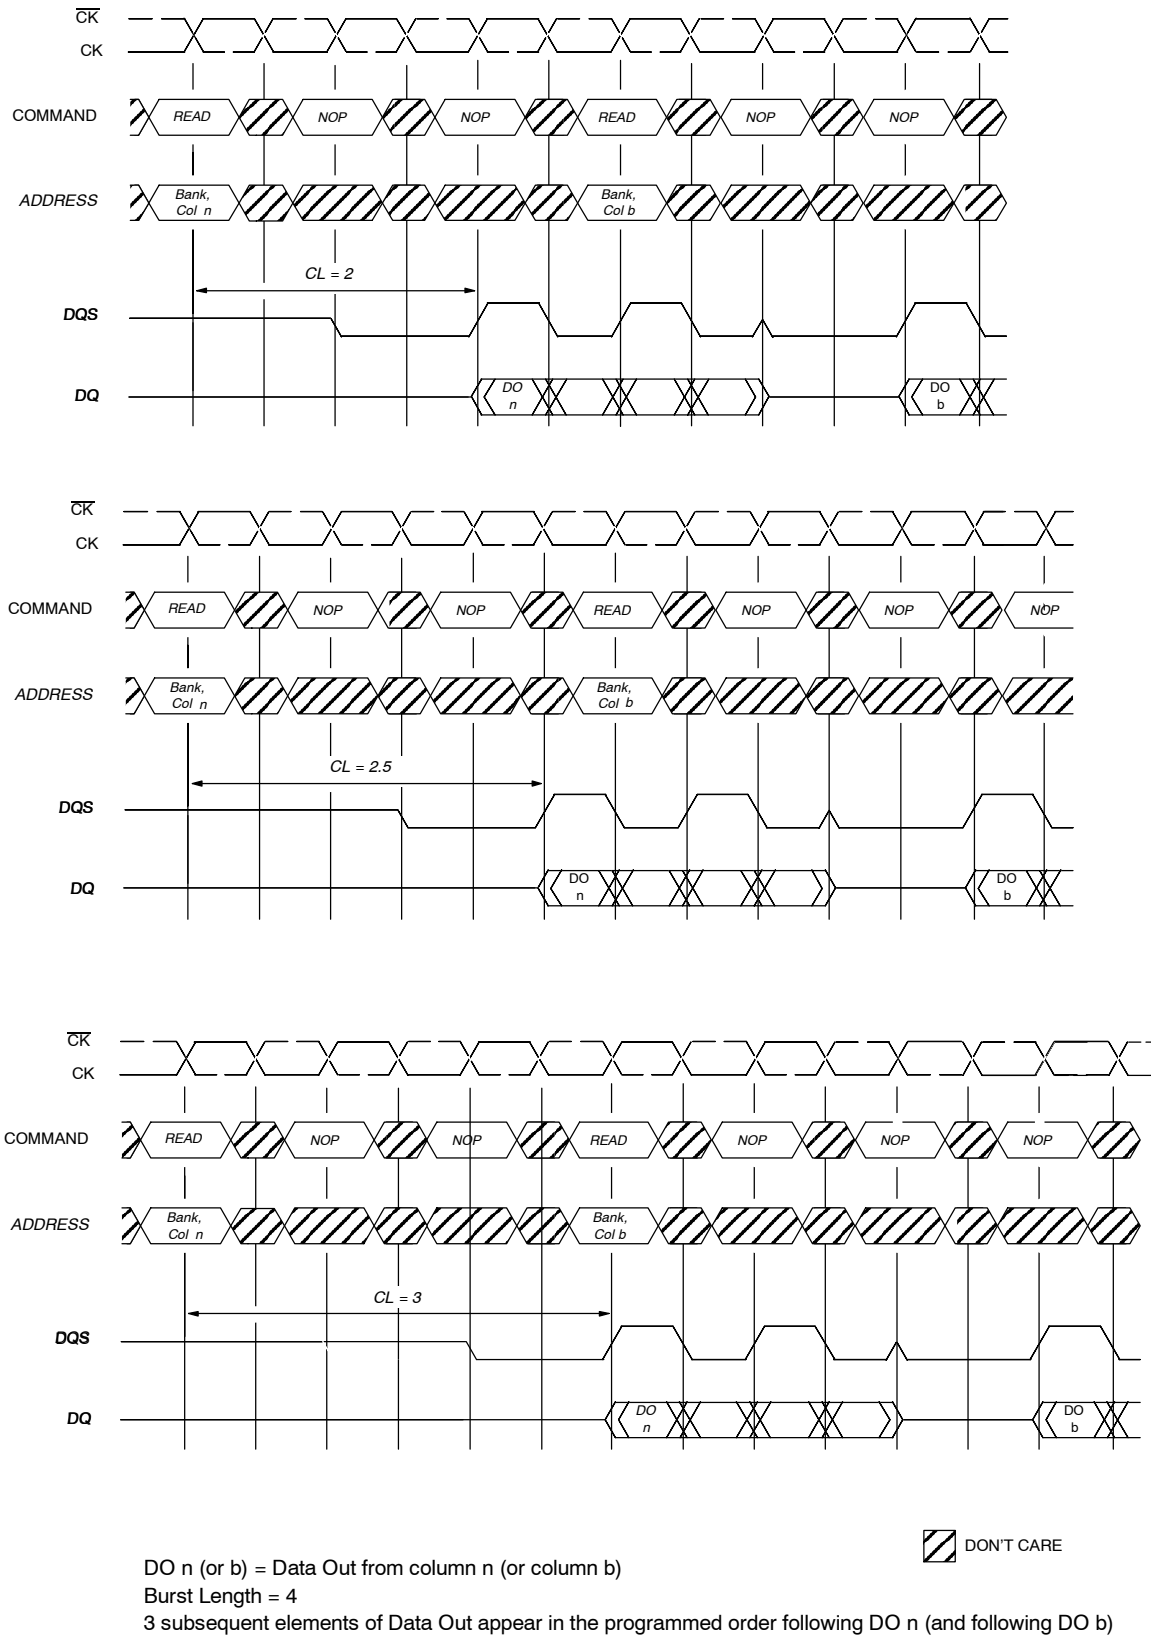 CK
CK
COMMAND READ NOP NOP READ NOP NOP
ADDRESS Bank, Col n Bank, Col b
CL = 2
DQS
DQ DO n DO b
CK
CK
COMMAND READ NOP NOP READ NOP NOP NOP
ADDRESS Bank, Col n Bank, Col b
CL = 2.5
DQS
DQ DO n DO b
CK
CK
COMMAND READ NOP NOP READ NOP NOP NOP
ADDRESS Bank, Col n Bank, Col b
CL = 3
DQS
DQ DO n DO b
DON'T CARE
DO n (or b) = Data Out from column n (or column b)
Burst Length = 4
3 subsequent elements of Data Out appear in the programmed order following DO n (and following DO b)